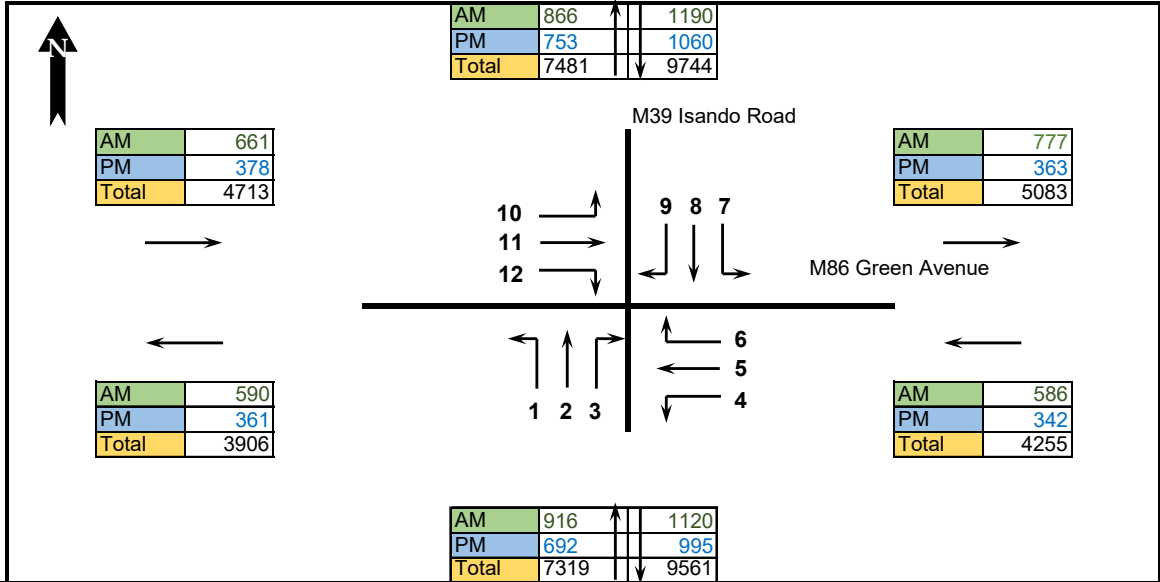 AM 866 1190
PM 753 1060
Total 7481 9744
N
M39 Isando Road
AM 661
PM 378
Total 4713
AM 777
PM 363
Total 5083
10
11
12
9 8 7
M86 Green Avenue
6
5
4
1 2 3
AM 590
PM 361
Total 3906
AM 586
PM 342
Total 4255
AM 916 1120
PM 692 995
Total 7319 9561